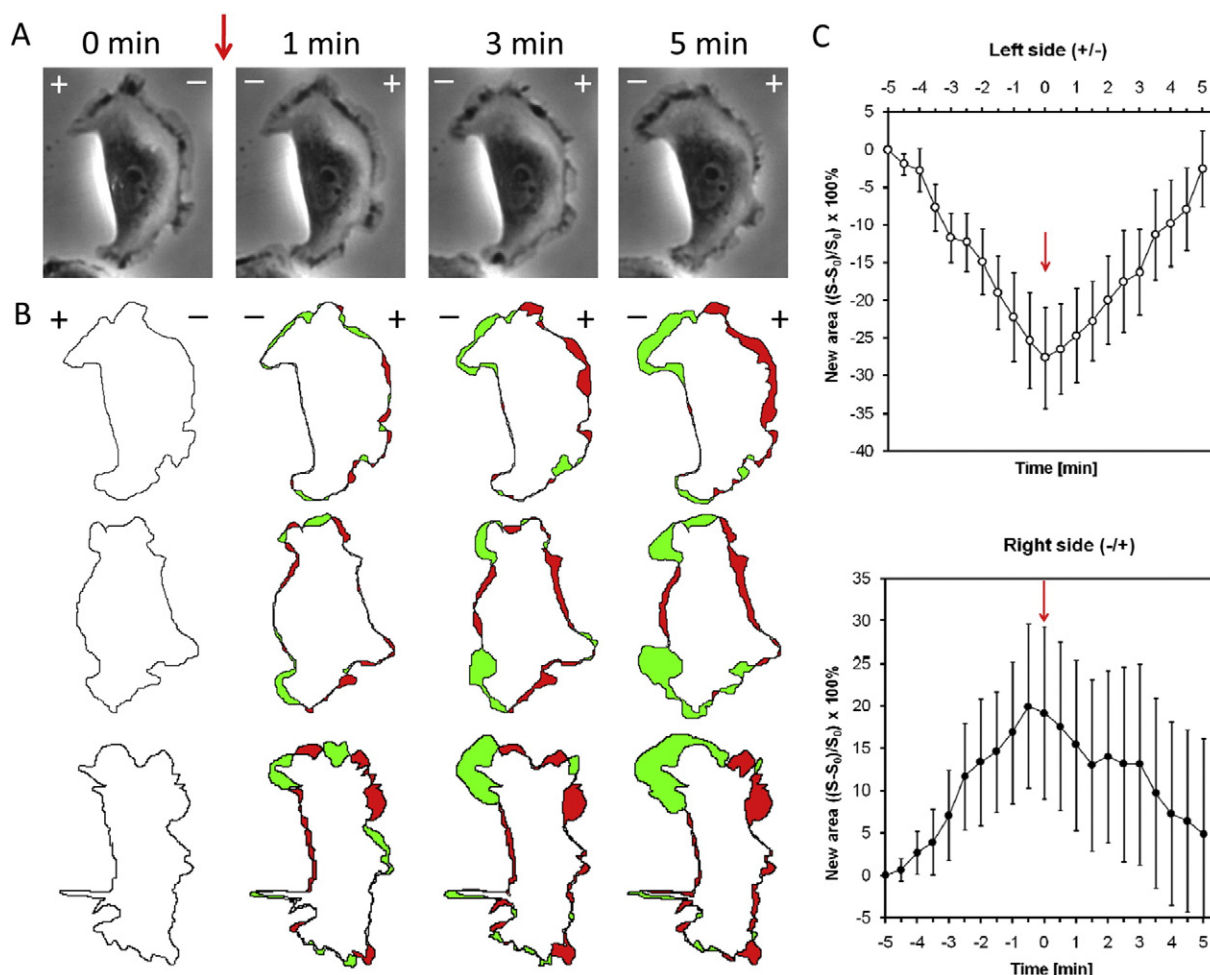 A
0 min
1 min
3 min
5 min
+ −
− +
− +
− +
B
+ −
− +
− +
− +
C
Left side (+/-)
-5 -4 -3 -2 -1 0 1 2 3 4 5
5
0
-5
-10
-15
-20
-25
-30
-35
-40
New area ((S-S₀)/S₀) x 100%
Time [min]
Right side (-/+)
35
30
25
20
15
10
5
0
-5
New area ((S-S₀)/S₀) x 100%
-5 -4 -3 -2 -1 0 1 2 3 4 5
Time [min]